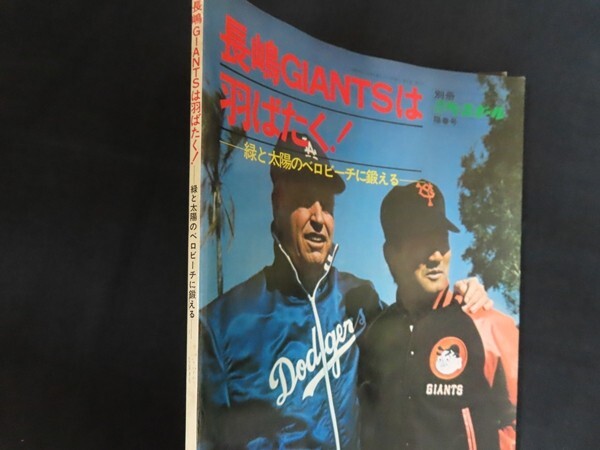 長嶋GIANTSは羽ばたく!
緑と太陽のベロビーチに鍛える
長嶋GIANTSは
羽ばたく!
緑と太陽のベロビーチに鍛える
別冊
陽春号
Dodgers
GIANTS